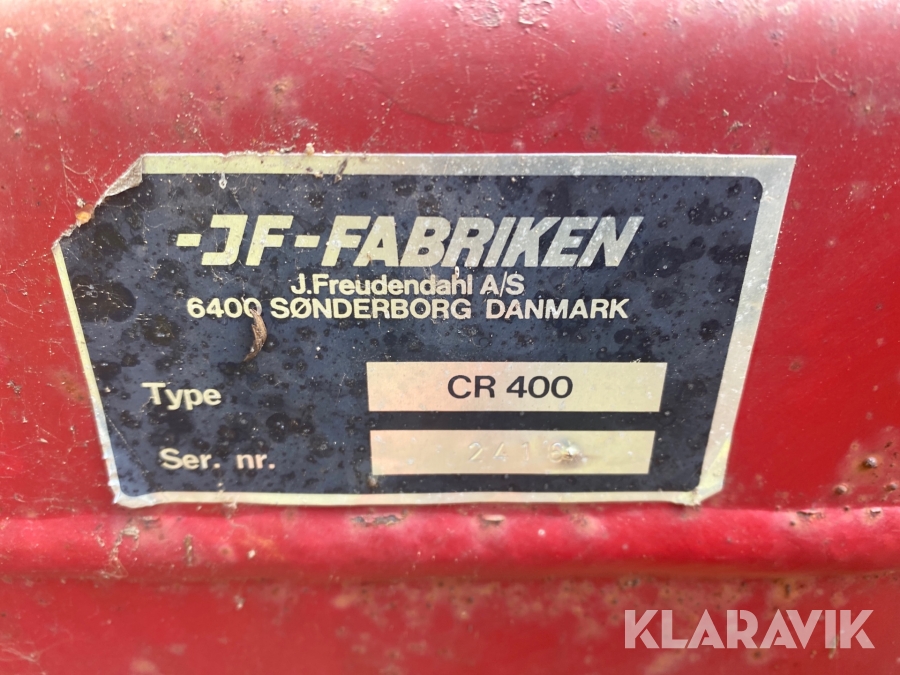 -JF-FABRIKEN
J.Freudendahl A/S
6400 SØNDERBORG DANMARK
Type CR 400
Ser. nr.
KLARAVIK